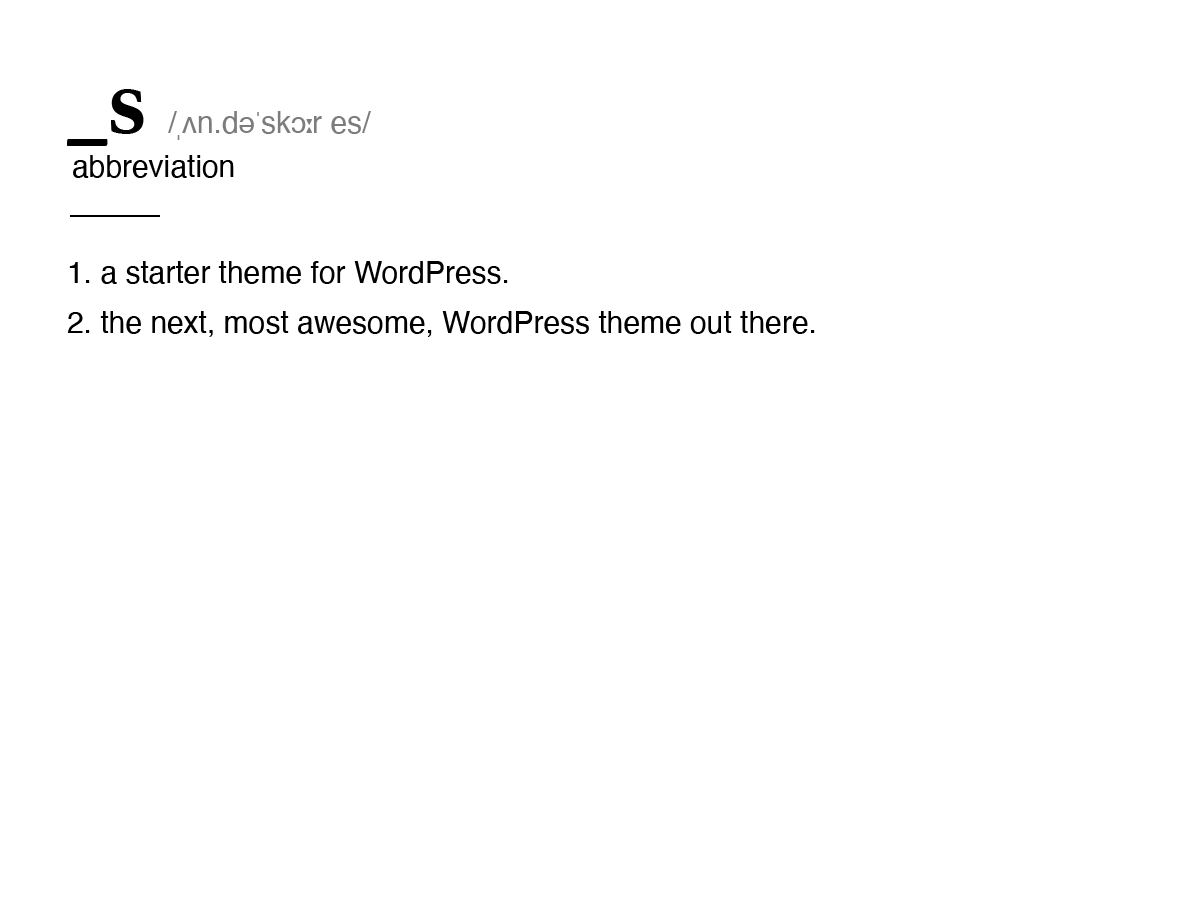 _s /ˌʌn.dəˈskɔːr es/
abbreviation
1. a starter theme for WordPress.
2. the next, most awesome, WordPress theme out there.